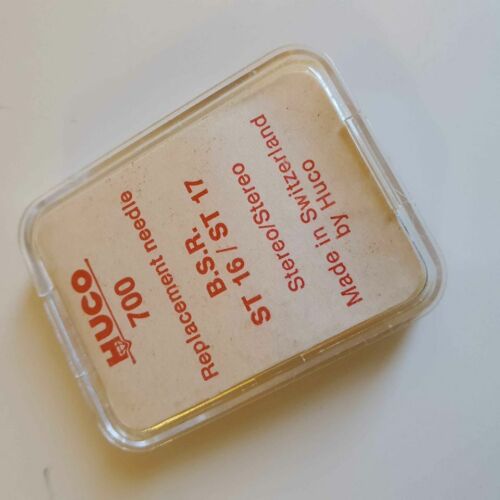 HUCO
700
Replacement needle
B.S.R.
ST 16 / ST 17
Stereo/Stereo
Made in Switzerland
by Huco